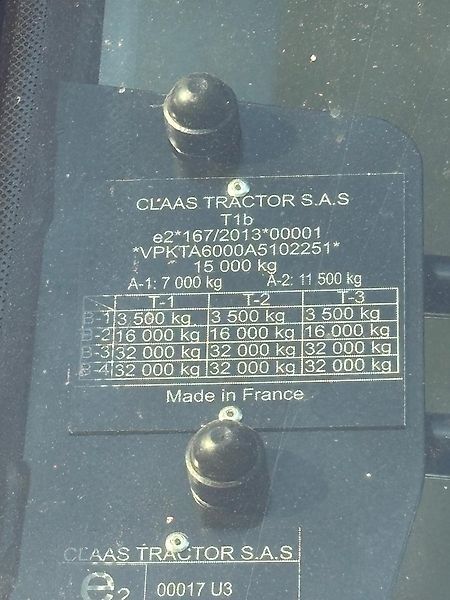 CLAAS TRACTOR S.A.S
T1b
e2*167/2013*00001
*VPKTA6000A5102251*
15 000 kg
A-1: 7 000 kg A-2: 11 500 kg
T-1 T-2 T-3
B-1 3 500 kg 3 500 kg 3 500 kg
B-2 16 000 kg 16 000 kg 16 000 kg
B-3 32 000 kg 32 000 kg 32 000 kg
B-4 32 000 kg 32 000 kg 32 000 kg
Made in France
CLAAS TRACTOR S.A.S
e2 00017 U3